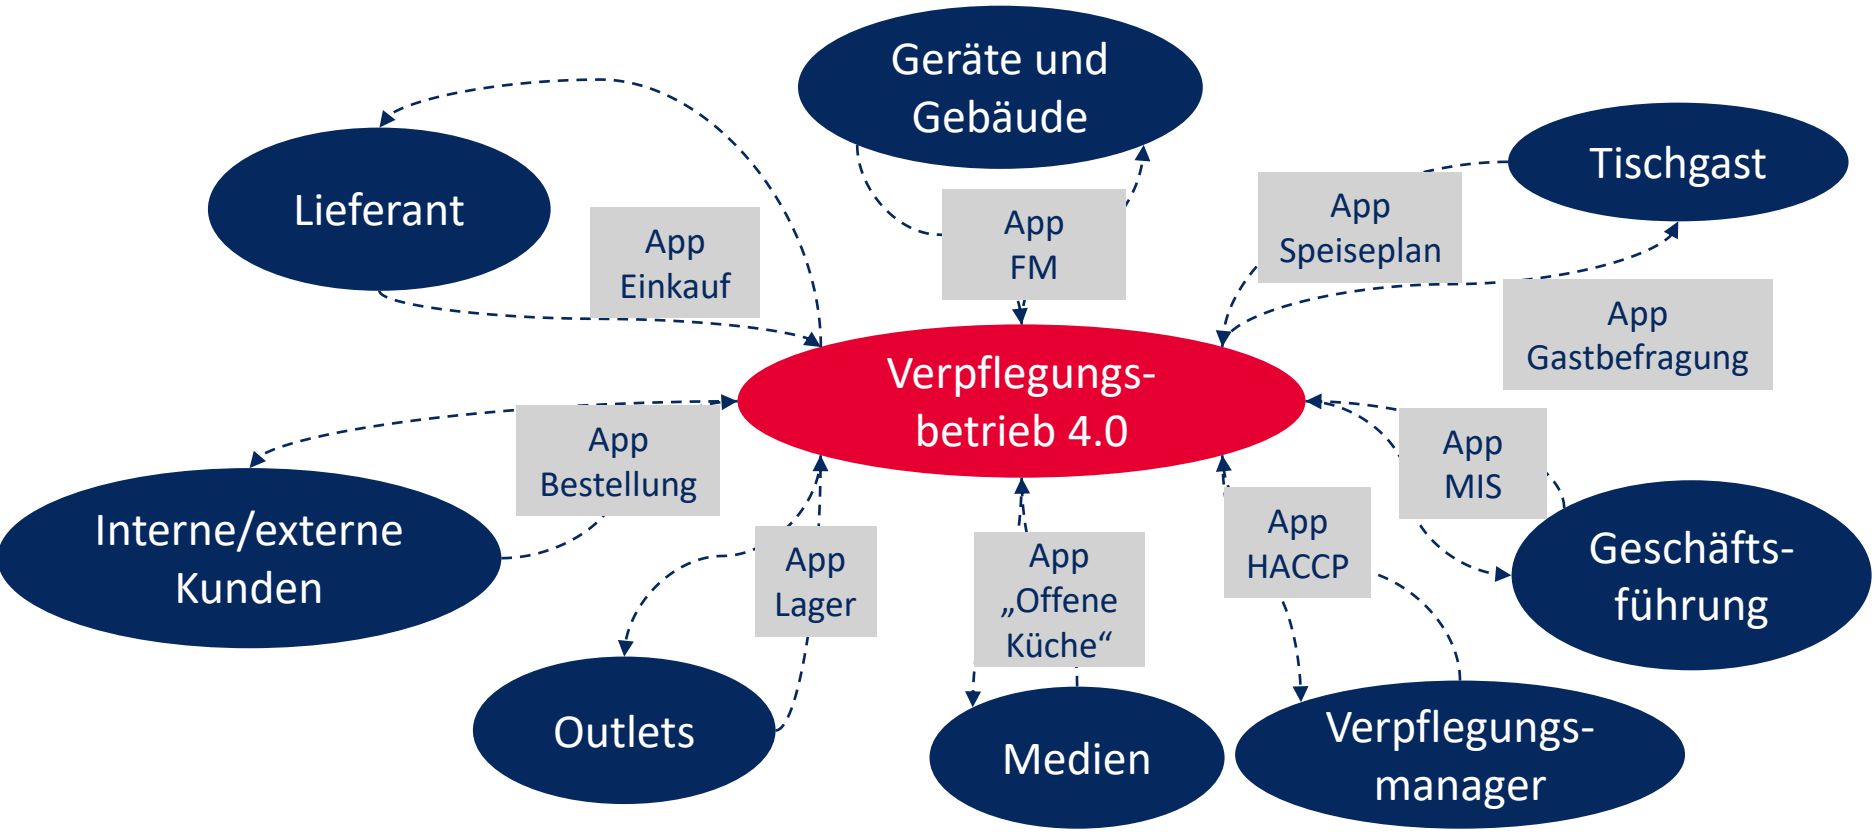 Geräte und
Gebäude
Tischgast
Lieferant
App
Speiseplan
App
FM
App
Einkauf
App
Gastbefragung
Verpflegungs-
betrieb 4.0
App
Bestellung
App
MIS
Interne/externe
Kunden
App
Lager
App
„Offene
Küche“
App
HACCP
Geschäfts-
führung
Outlets
Medien
Verpflegungs-
manager